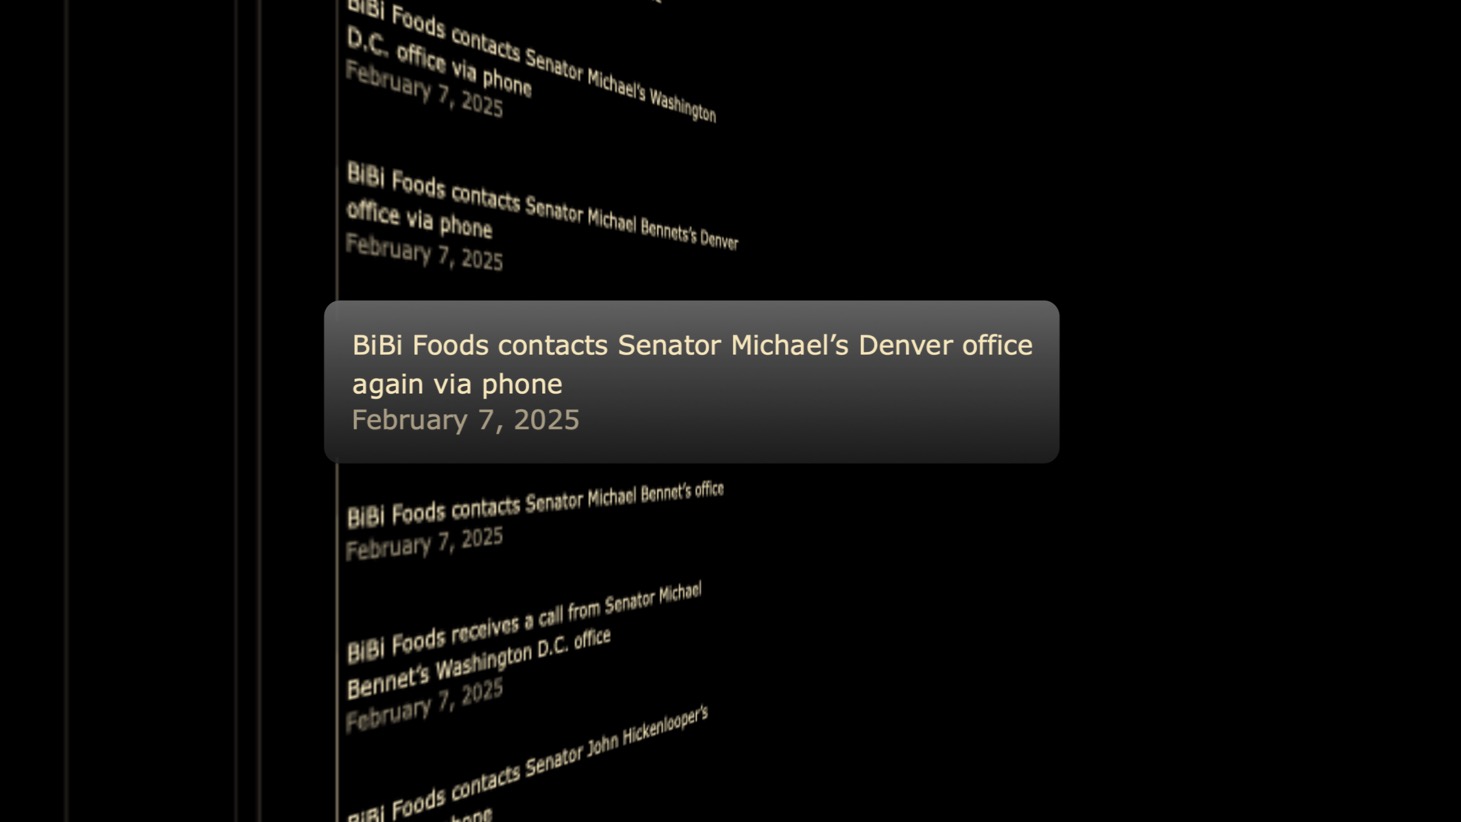 BiBi Foods contacts Senator Michael's Washington
D.C. office via phone
February 7, 2025
BiBi Foods contacts Senator Michael Bennets's Denver
office via phone
February 7, 2025
BiBi Foods contacts Senator Michael’s Denver office
again via phone
February 7, 2025
BiBi Foods contacts Senator Michael Bennet's office
February 7, 2025
BiBi Foods receives a call from Senator Michael
Bennet's Washington D.C. office
February 7, 2025
BiBi Foods contacts Senator John Hickenlooper's